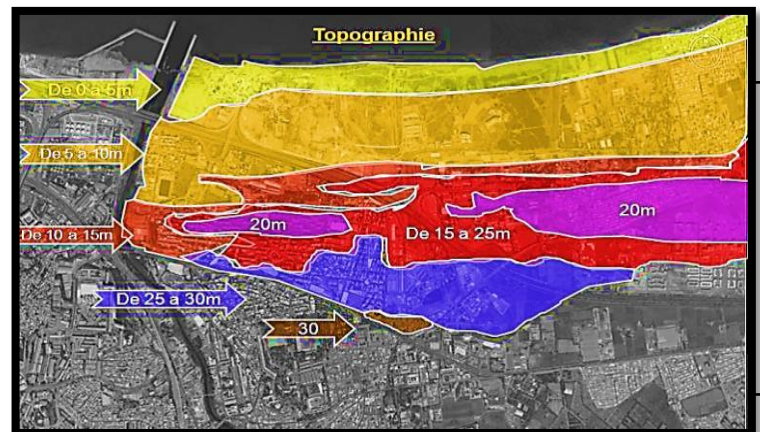 Topographie
De 0 a 5m
De 5 a 10m
De 10 a 15m
20m
20m
De 15 a 25m
De 25 a 30m
30